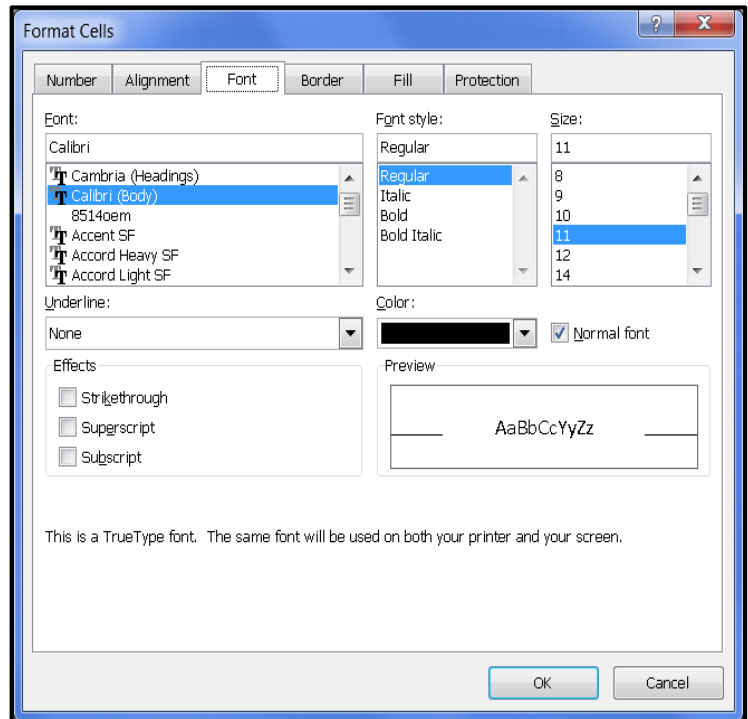 Format Cells
? X
Number Alignment Font Border Fill Protection
Font: Font style: Size:
Calibri Regular 11
Cambria (Headings) Regular 8
Calibri (Body) Italic 9
8514oem Bold 10
Accent SF Bold Italic 11
Accord Heavy SF 12
Accord Light SF 14
Underline: Color:
None Normal font
Effects Preview
Strikethrough
Superscript AaBbCcYyZz
Subscript
This is a TrueType font. The same font will be used on both your printer and your screen.
OK Cancel